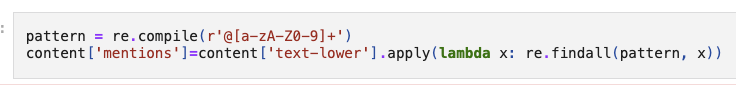 :
pattern = re.compile(r'@[a-zA-Z0-9]+')
content['mentions']=content['text-lower'].apply(lambda x: re.findall(pattern, x))